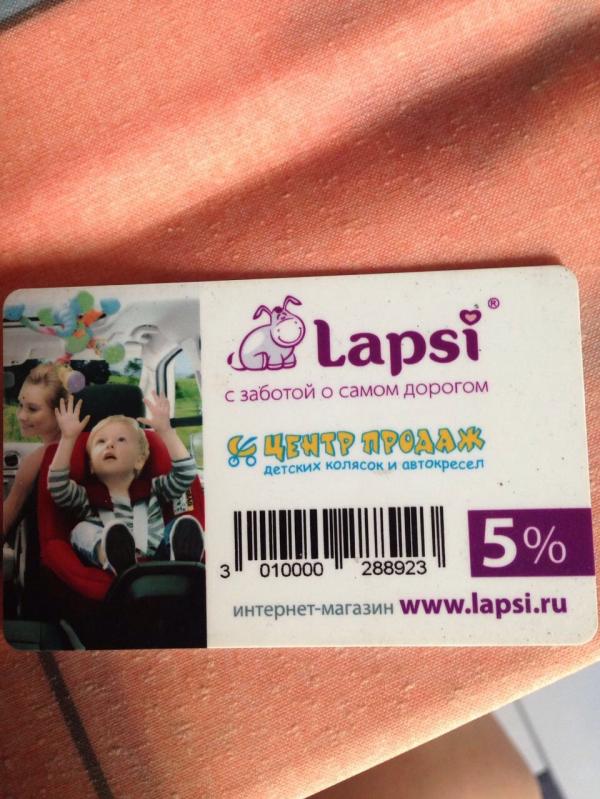 Lapsi®
с заботой о самом дорогом
ЦЕНТР ПРОДАЖ
детских колясок и автокресел
3 010000 288923
5%
интернет-магазин www.lapsi.ru